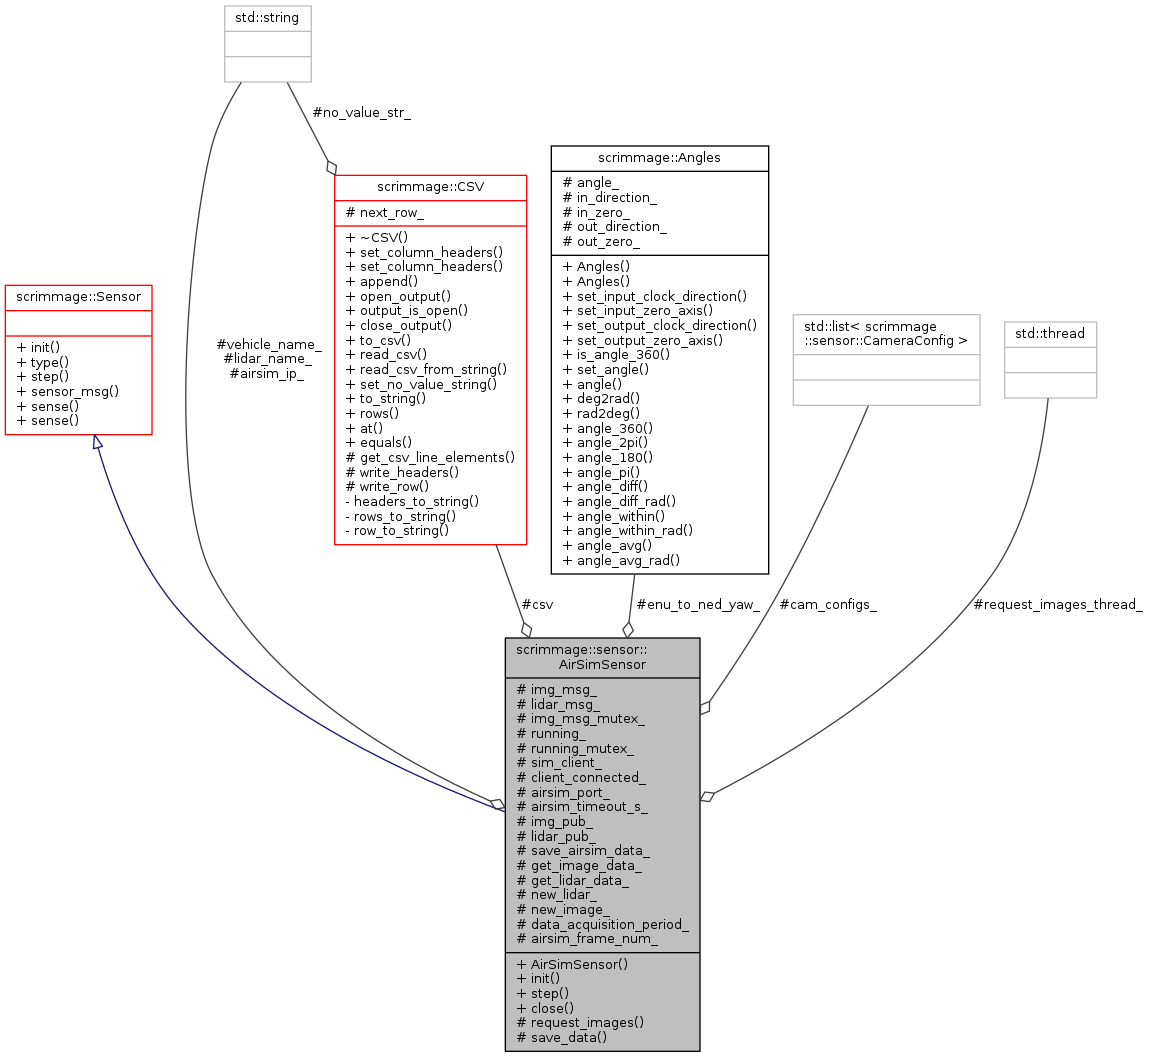 std::string
#no_value_str_
scrimmage::CSV
# next_row_
+ ~CSV()
+ set_column_headers()
+ set_column_headers()
+ append()
+ open_output()
+ output_is_open()
+ close_output()
+ to_csv()
+ read_csv()
+ read_csv_from_string()
+ set_no_value_string()
+ to_string()
+ rows()
+ at()
+ equals()
# get_csv_line_elements()
# write_headers()
# write_row()
- headers_to_string()
- rows_to_string()
- row_to_string()
scrimmage::Angles
# angle_
# in_direction_
# in_zero_
# out_direction_
# out_zero_
+ Angles()
+ Angles()
+ set_input_clock_direction()
+ set_input_zero_axis()
+ set_output_clock_direction()
+ set_output_zero_axis()
+ is_angle_360()
+ set_angle()
+ angle()
+ deg2rad()
+ rad2deg()
+ angle_360()
+ angle_2pi()
+ angle_180()
+ angle_pi()
+ angle_diff()
+ angle_diff_rad()
+ angle_within()
+ angle_within_rad()
+ angle_avg()
+ angle_avg_rad()
scrimmage::Sensor
+ init()
+ type()
+ step()
+ sensor_msg()
+ sense()
+ sense()
#vehicle_name_
#lidar_name_
#airsim_ip_
std::list< scrimmage
::sensor::CameraConfig >
std::thread
#csv
#enu_to_ned_yaw_
#cam_configs_
#request_images_thread_
scrimmage::sensor::
AirSimSensor
# img_msg_
# lidar_msg_
# img_msg_mutex_
# running_
# running_mutex_
# sim_client_
# client_connected_
# airsim_port_
# airsim_timeout_s_
# img_pub_
# lidar_pub_
# save_airsim_data_
# get_image_data_
# get_lidar_data_
# new_lidar_
# new_image_
# data_acquisition_period_
# airsim_frame_num_
+ AirSimSensor()
+ init()
+ step()
+ close()
# request_images()
# save_data()